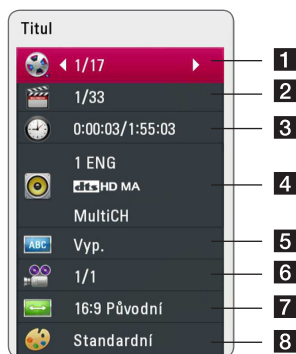 Titul
1/17 1
1/33 2
0:00:03/1:55:03 3
1 ENG
dts HD MA 4
MultiCH
ABC Vyp. 5
1/1 6
16:9 Původní 7
Standardní 8